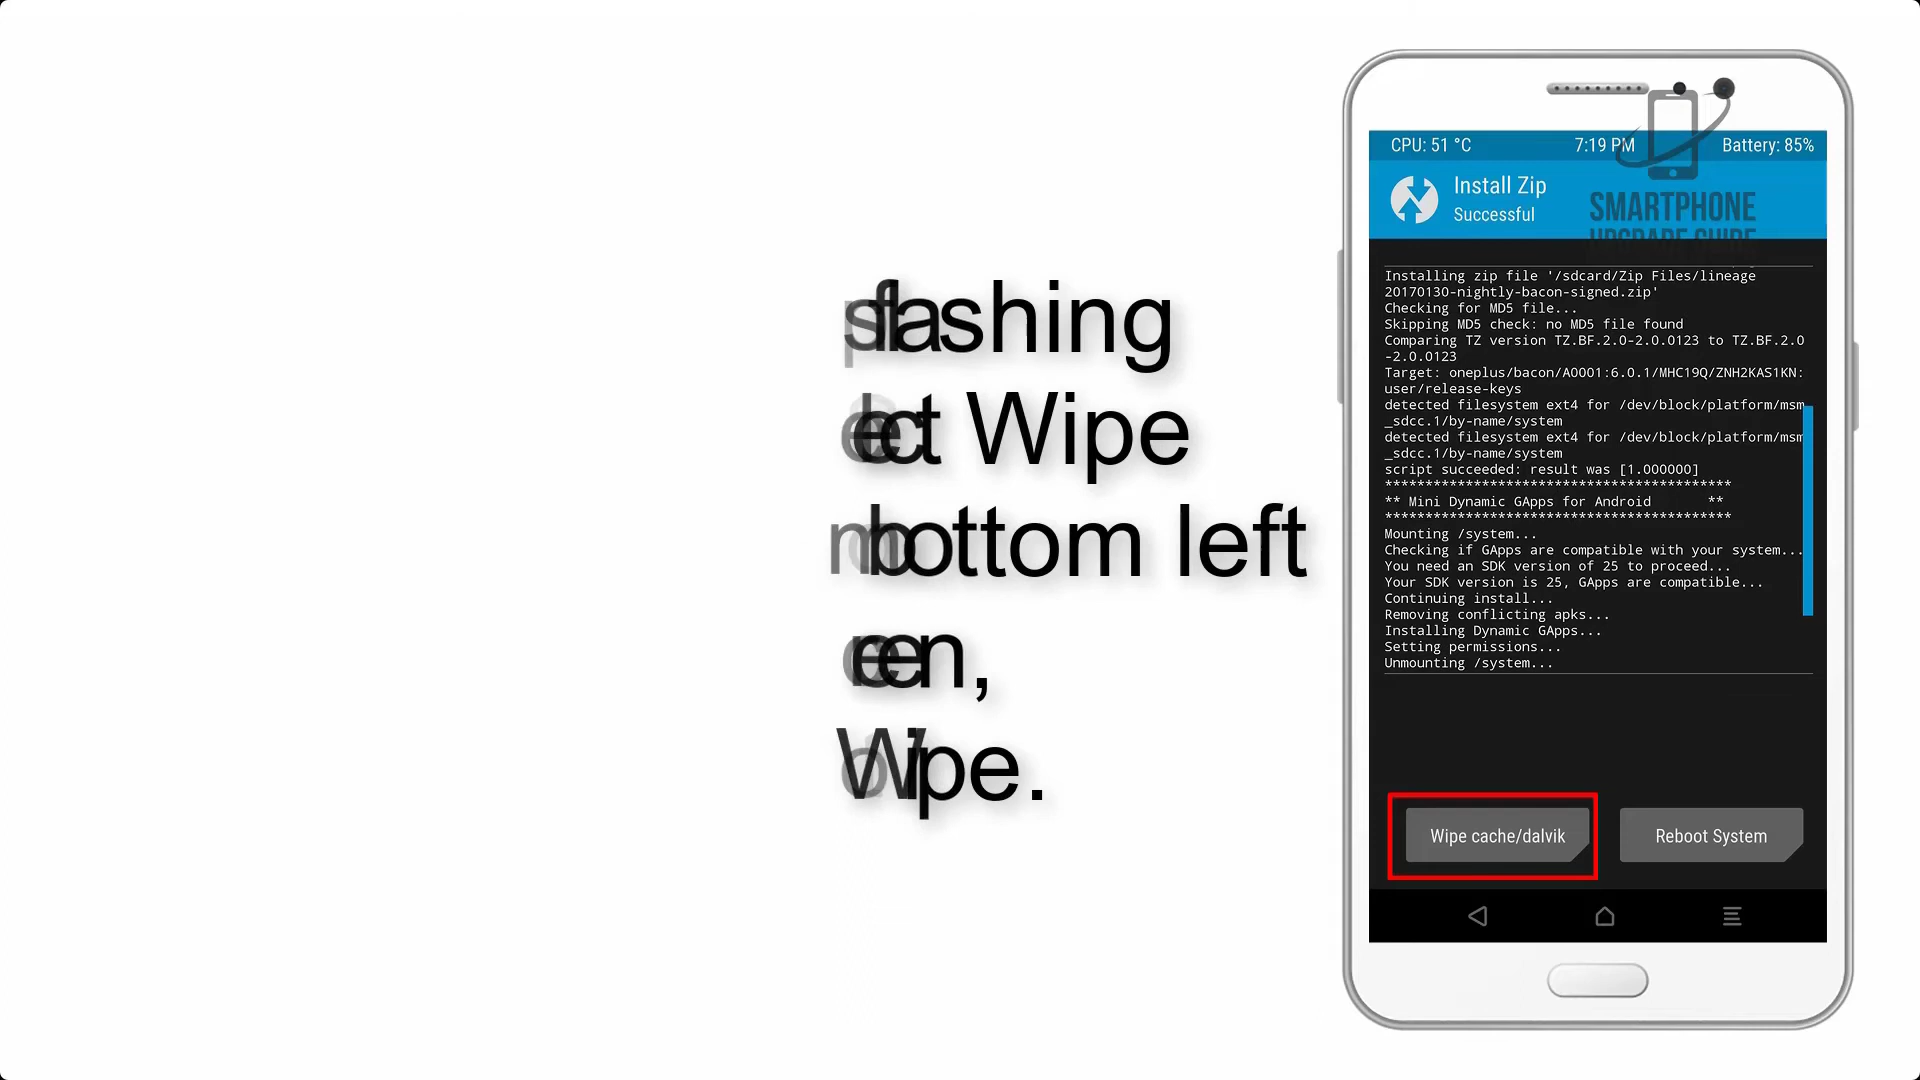 flashing
Wipe
bottom left
Wipe.
CPU: 51 °C 7:19 PM Battery: 85%
Install Zip
Successful
SMARTPHONE
UPGRADE GUIDE
Installing zip file '/sdcard/Zip Files/lineage
20170130-nightly-bacon-signed.zip'
Checking for MD5 file...
Skipping MD5 check: no MD5 file found
Comparing TZ version TZ.BF.2.0-2.0.0123 to TZ.BF.2.0
-2.0.0123
Target: oneplus/bacon/A0001:6.0.1/MHC19Q/ZNH2KAS1KN:
user/release-keys
detected filesystem ext4 for /dev/block/platform/msm
_sdcc.1/by-name/system
detected filesystem ext4 for /dev/block/platform/msm
_sdcc.1/by-name/system
script succeeded: result was [1.000000]
*******************************************
** Mini Dynamic GApps for Android **
*******************************************
Mounting /system...
Checking if GApps are compatible with your system...
You need an SDK version of 25 to proceed...
Your SDK version is 25, GApps are compatible...
Continuing install...
Removing conflicting apks...
Installing Dynamic GApps...
Setting permissions...
Unmounting /system...
Wipe cache/dalvik
Reboot System